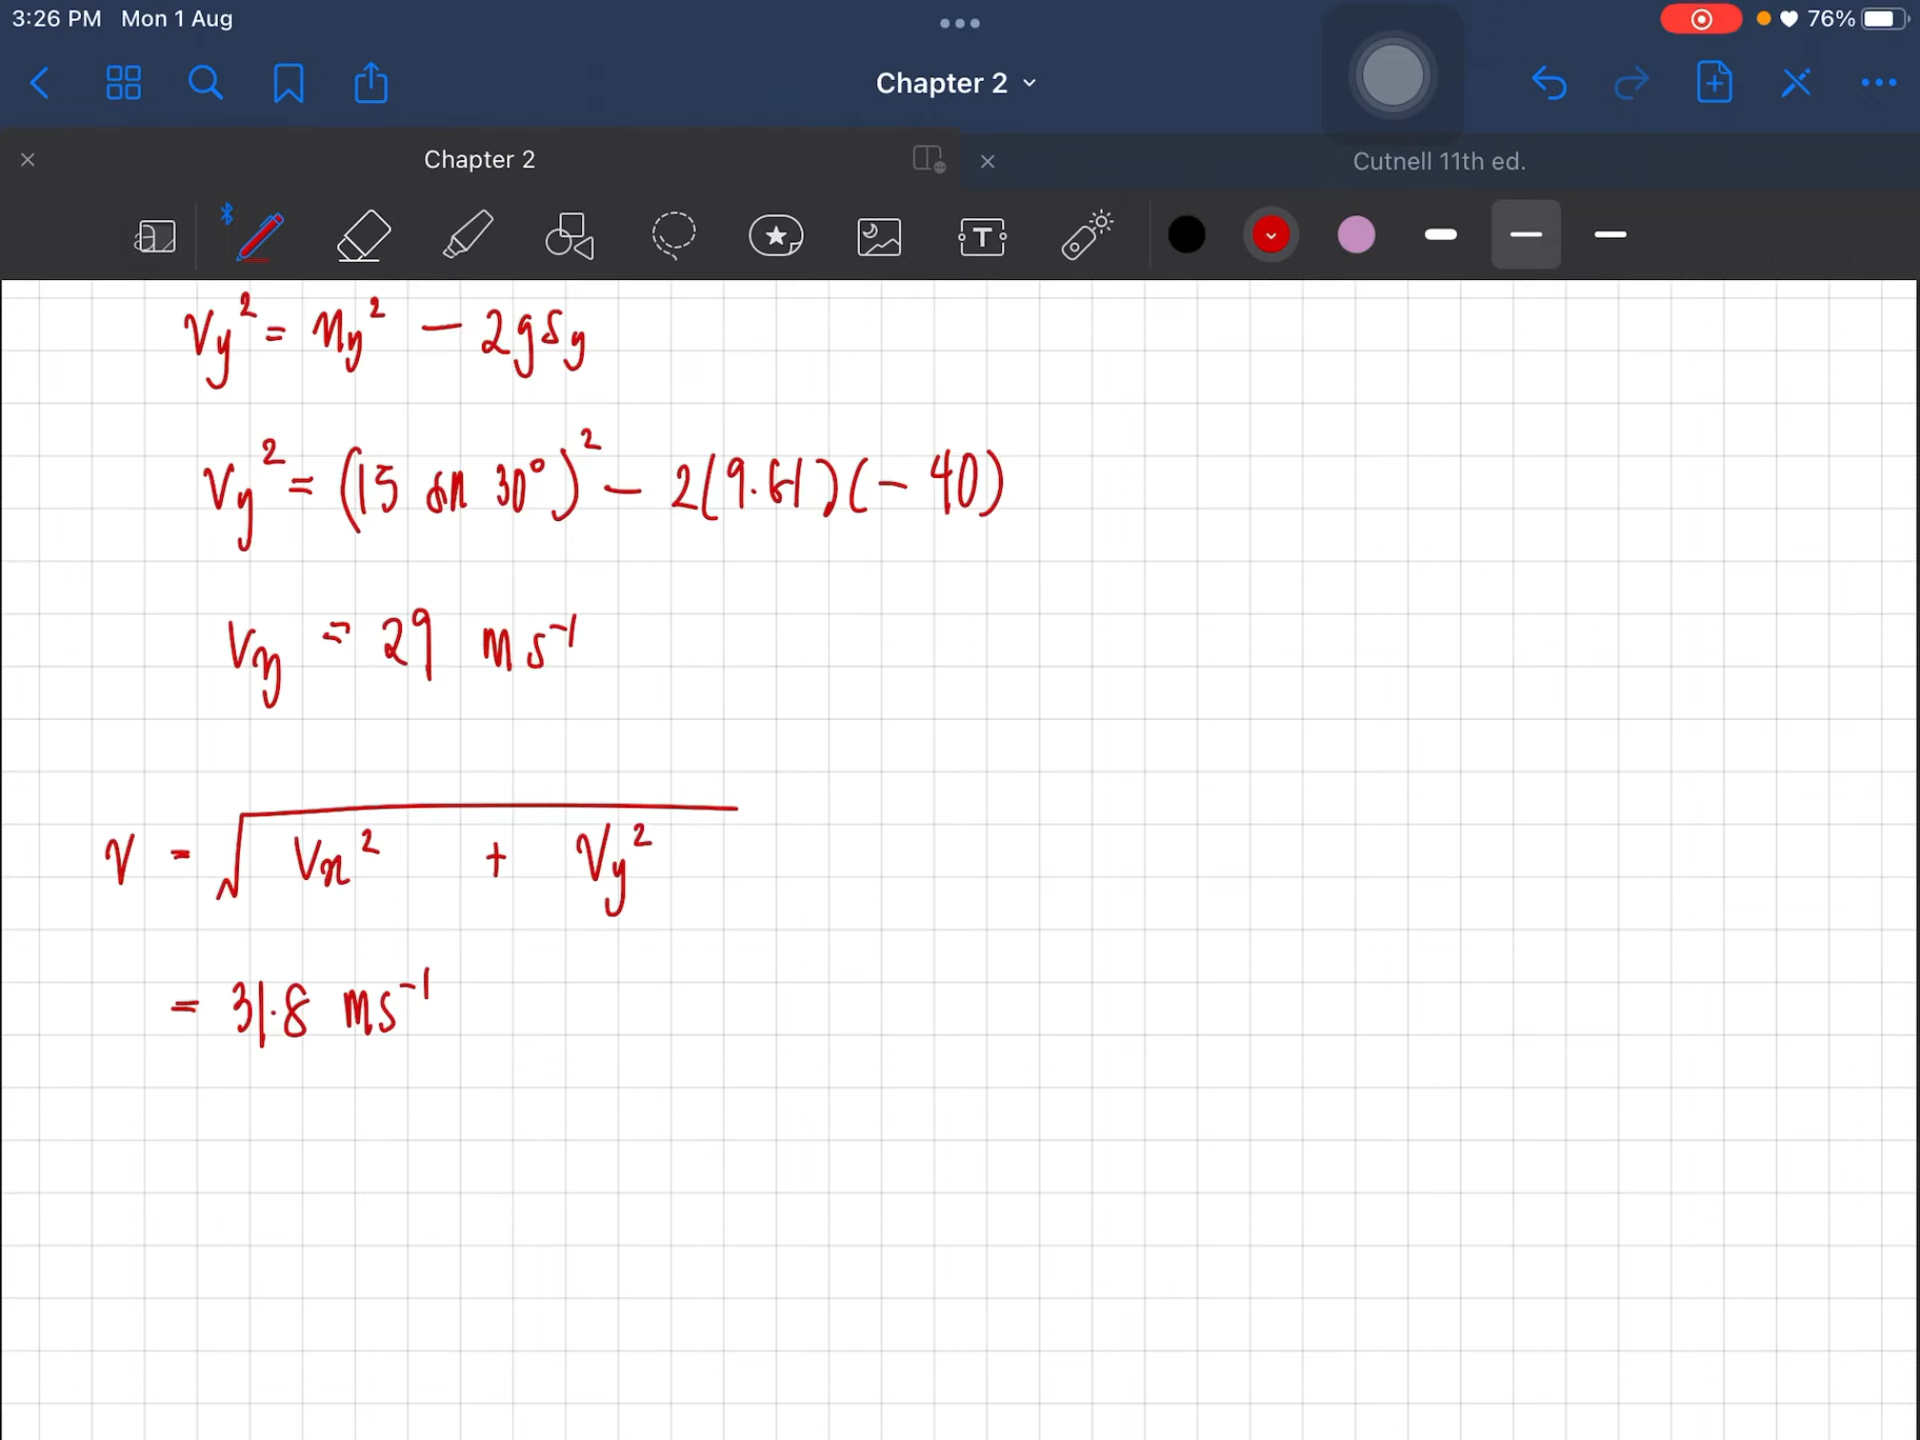 3:26 PM Mon 1 Aug 76%
Chapter 2
Chapter 2 Cutnell 11th ed.
Vy² = uy² − 2gsy
Vy² = (15 sin 30°)² − 2(9.81)(− 40)
Vy = 29 ms⁻¹
V = √(Vx² + Vy²)
= 31.8 ms⁻¹